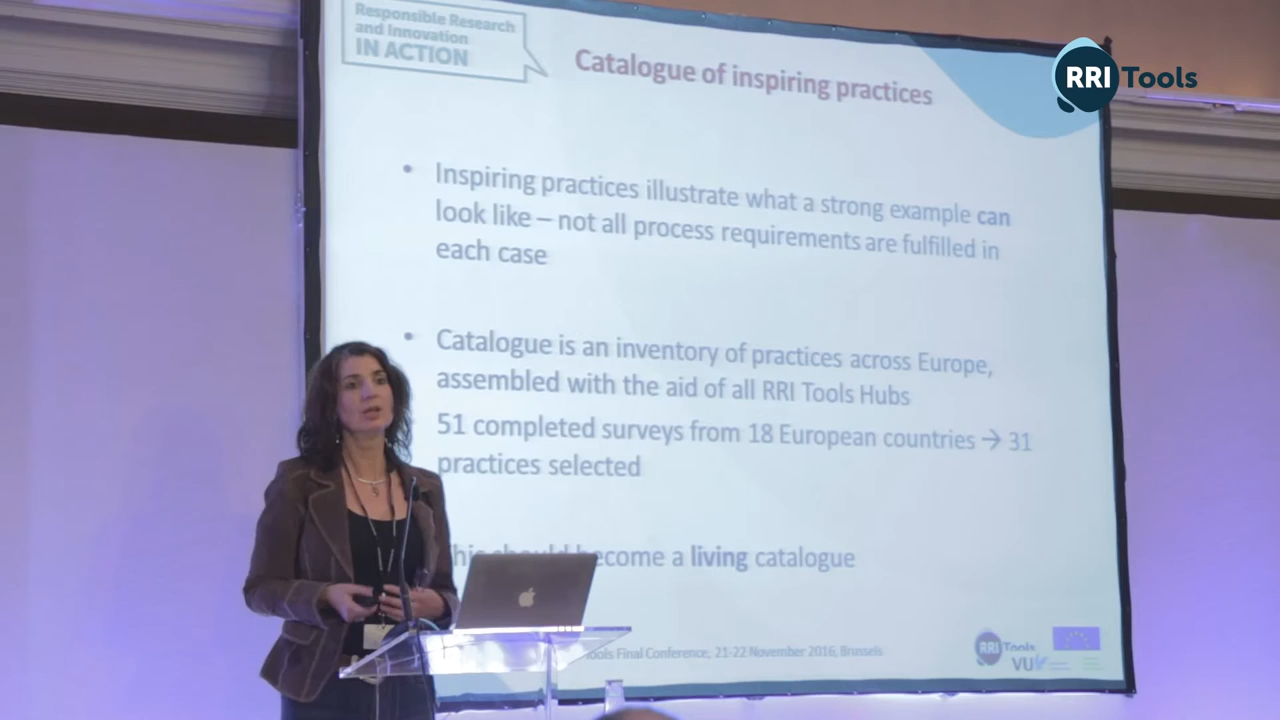 Responsible Research
and Innovation
IN ACTION
Catalogue of inspiring practices
RRI Tools
• Inspiring practices illustrate what a strong example can
look like – not all process requirements are fulfilled in
each case
• Catalogue is an inventory of practices across Europe,
assembled with the aid of all RRI Tools Hubs
51 completed surveys from 18 European countries → 31
practices selected
become a living catalogue
Final Conference, 21-22 November 2016, Brussels
RRI Tools
VU